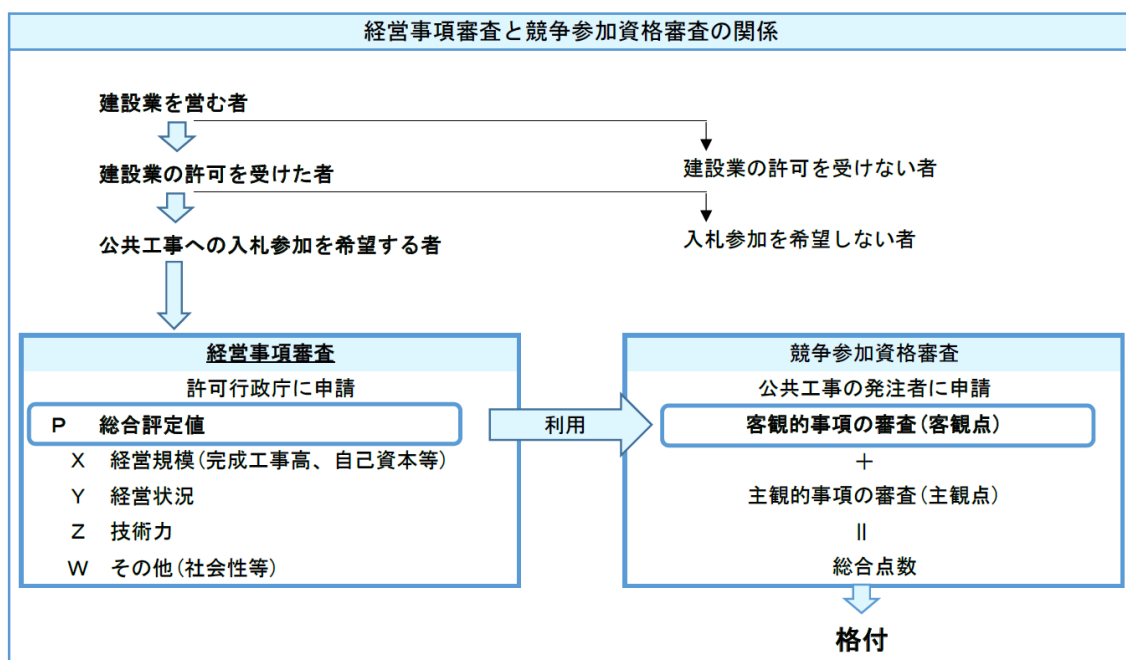 経営事項審査と競争参加資格審査の関係
建設業を営む者
建設業の許可を受けた者
建設業の許可を受けない者
公共工事への入札参加を希望する者
入札参加を希望しない者
経営事項審査
許可行政庁に申請
P 総合評定値
X 経営規模(完成工事高、自己資本等)
Y 経営状況
Z 技術力
W その他(社会性等)
利用
競争参加資格審査
公共工事の発注者に申請
客観的事項の審査(客観点)
+
主観的事項の審査(主観点)
॥
総合点数
格付